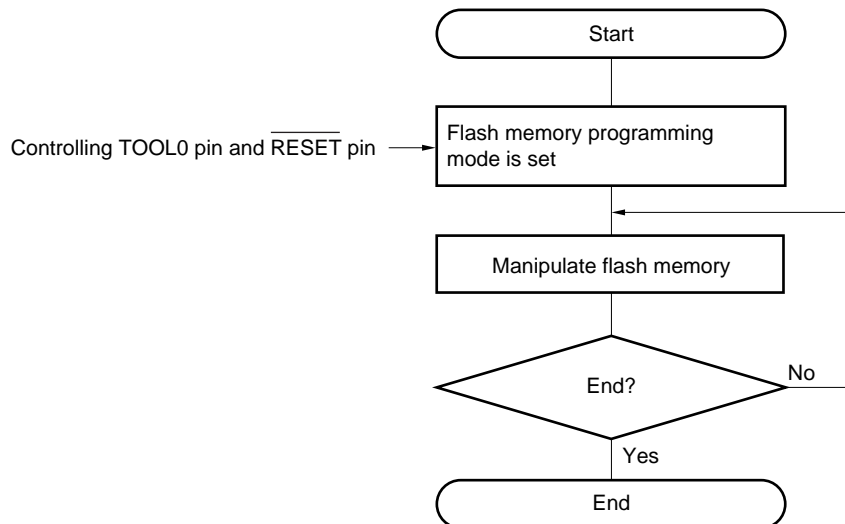 Start
Controlling TOOL0 pin and RESET pin
Flash memory programming
mode is set
Manipulate flash memory
End?
No
Yes
End